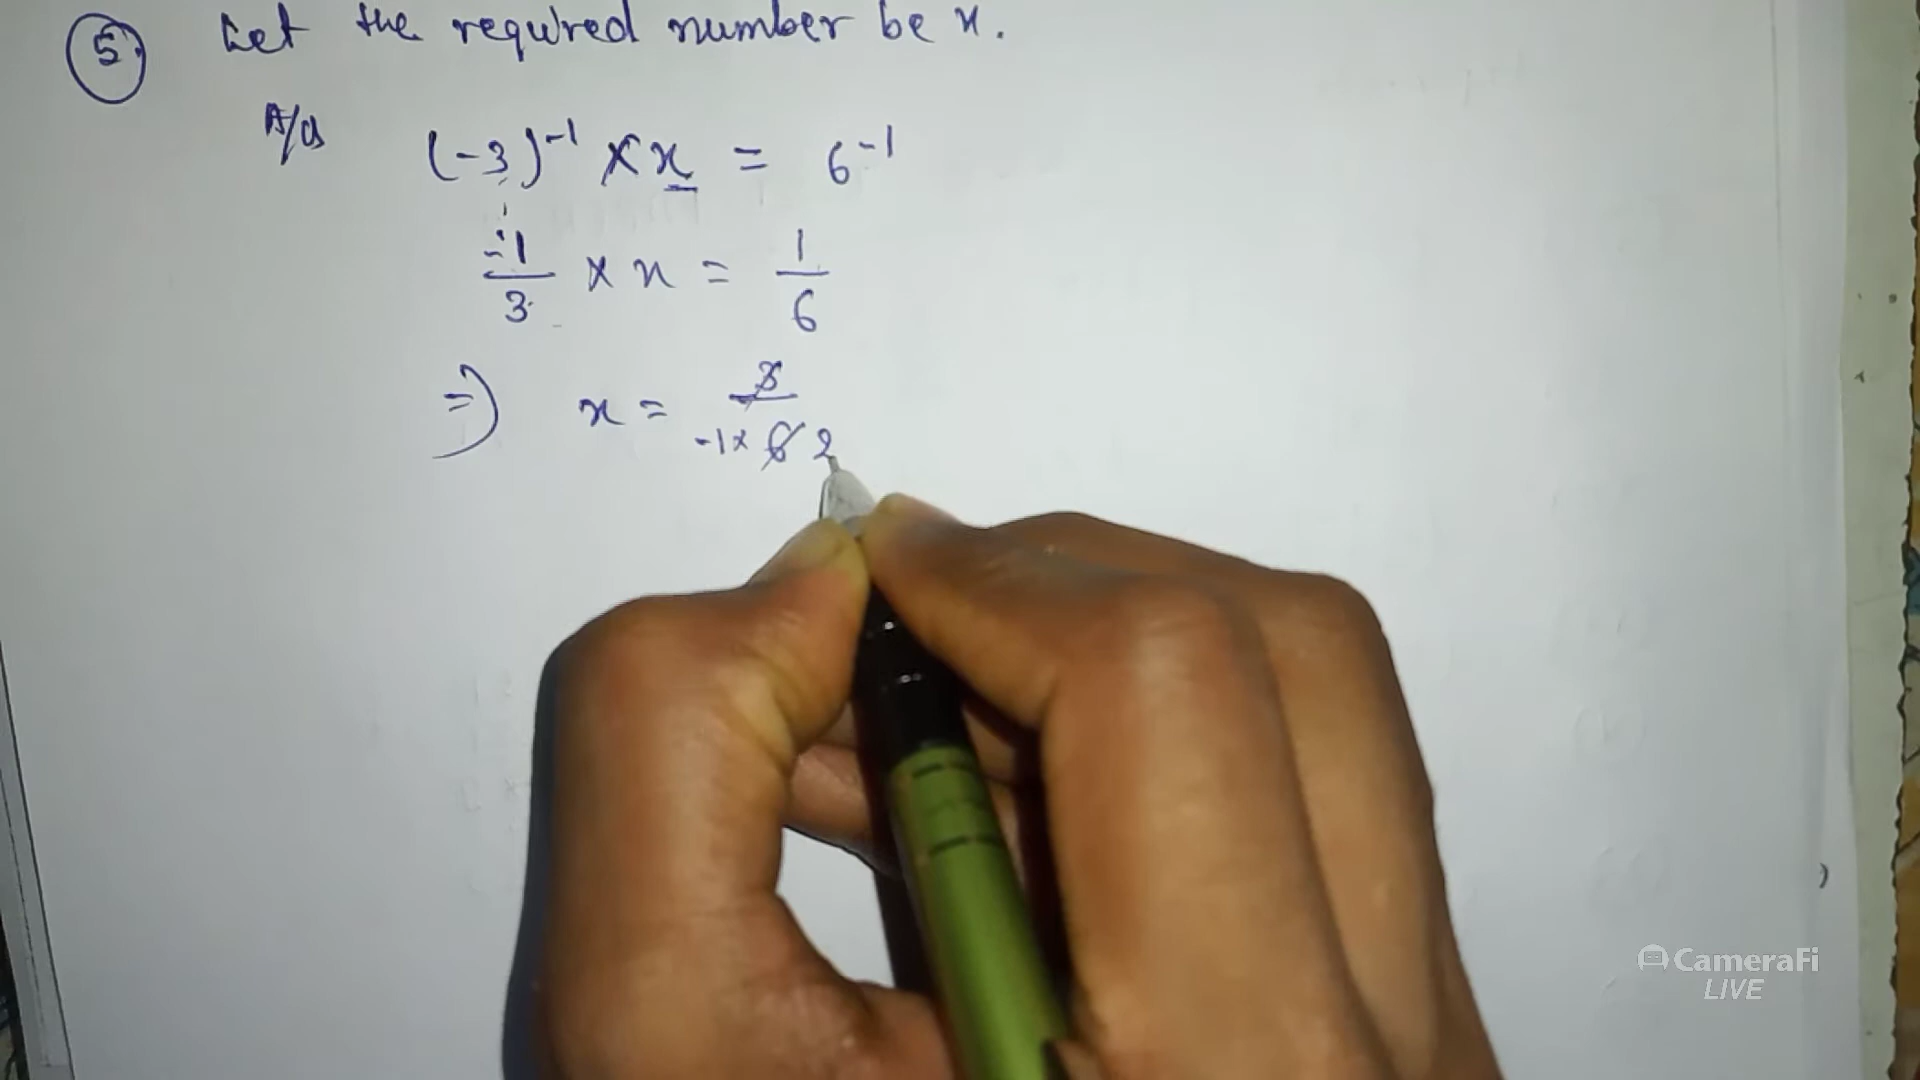 (5) Let the required number be x.
A/Q (-3)⁻¹ × x = 6⁻¹
-1/3 × x = 1/6
=) x = 3/-1×6 2
CameraFi
LIVE